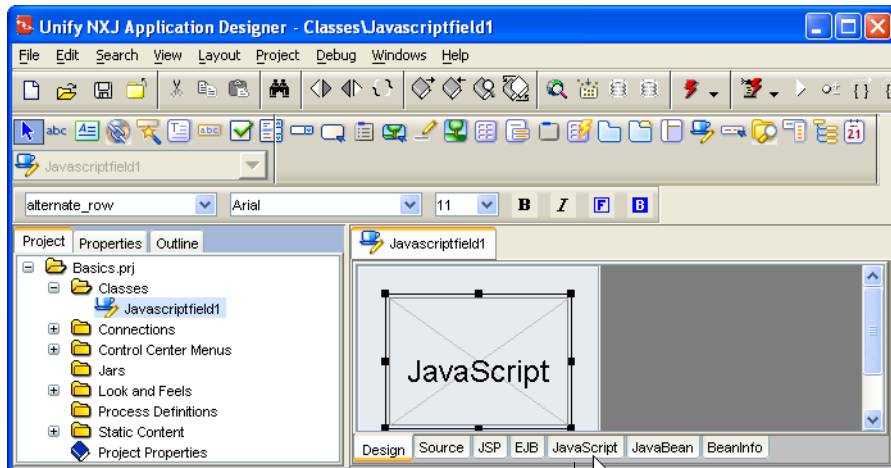 Unify NXJ Application Designer - Classes\Javascriptfield1
File Edit Search View Layout Project Debug Windows Help
abc
abc
21
Javascriptfield1
alternate_row Arial 11 B I F B
Project Properties Outline
Javascriptfield1
Basics.prj
Classes
Javascriptfield1
Connections
Control Center Menus
Jars
Look and Feels
Process Definitions
Static Content
Project Properties
JavaScript
Design Source JSP EJB JavaScript JavaBean BeanInfo